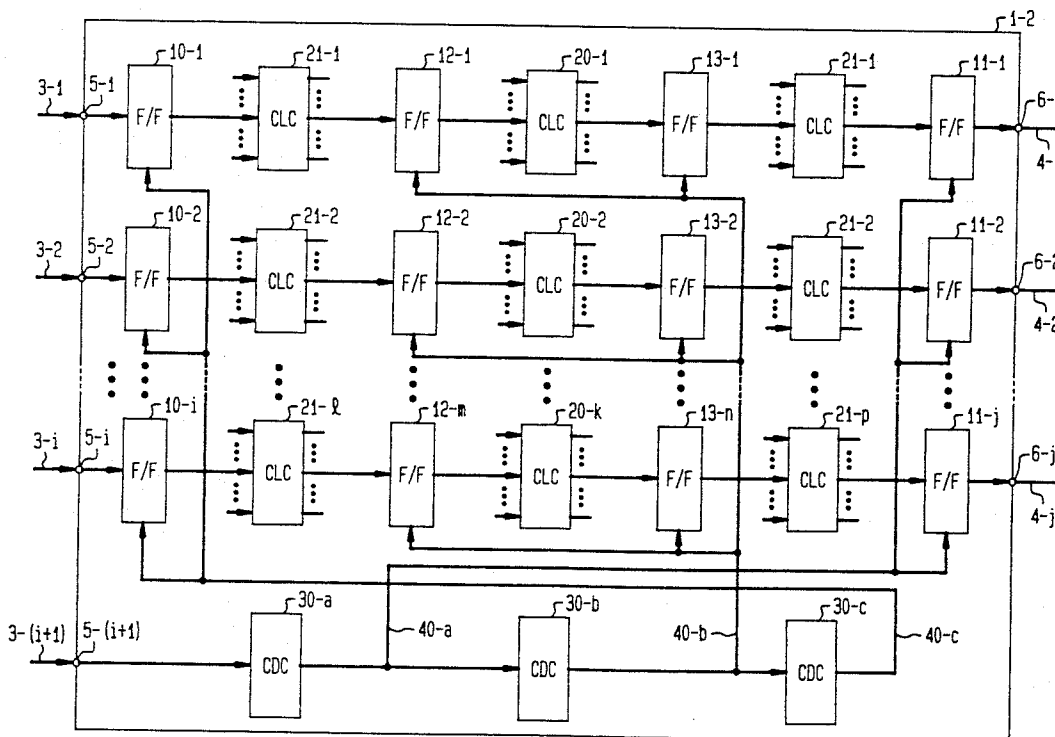 1-2
10-1 21-1 12-1 20-1 13-1 21-1 11-1
3-1 5-1 F/F CLC F/F CLC F/F CLC F/F 6-
4-
10-2 21-2 12-2 20-2 13-2 21-2 11-2
3-2 5-2 F/F CLC F/F CLC F/F CLC F/F 6-2
4-2
10-i 21-ℓ 12-m 20-k 13-n 21-p 11-j
3-i 5-i F/F CLC F/F CLC F/F CLC F/F 6-j
4-j
30-a 30-b 30-c
3-(i+1) 5-(i+1) 40-a 40-b 40-c
CDC CDC CDC